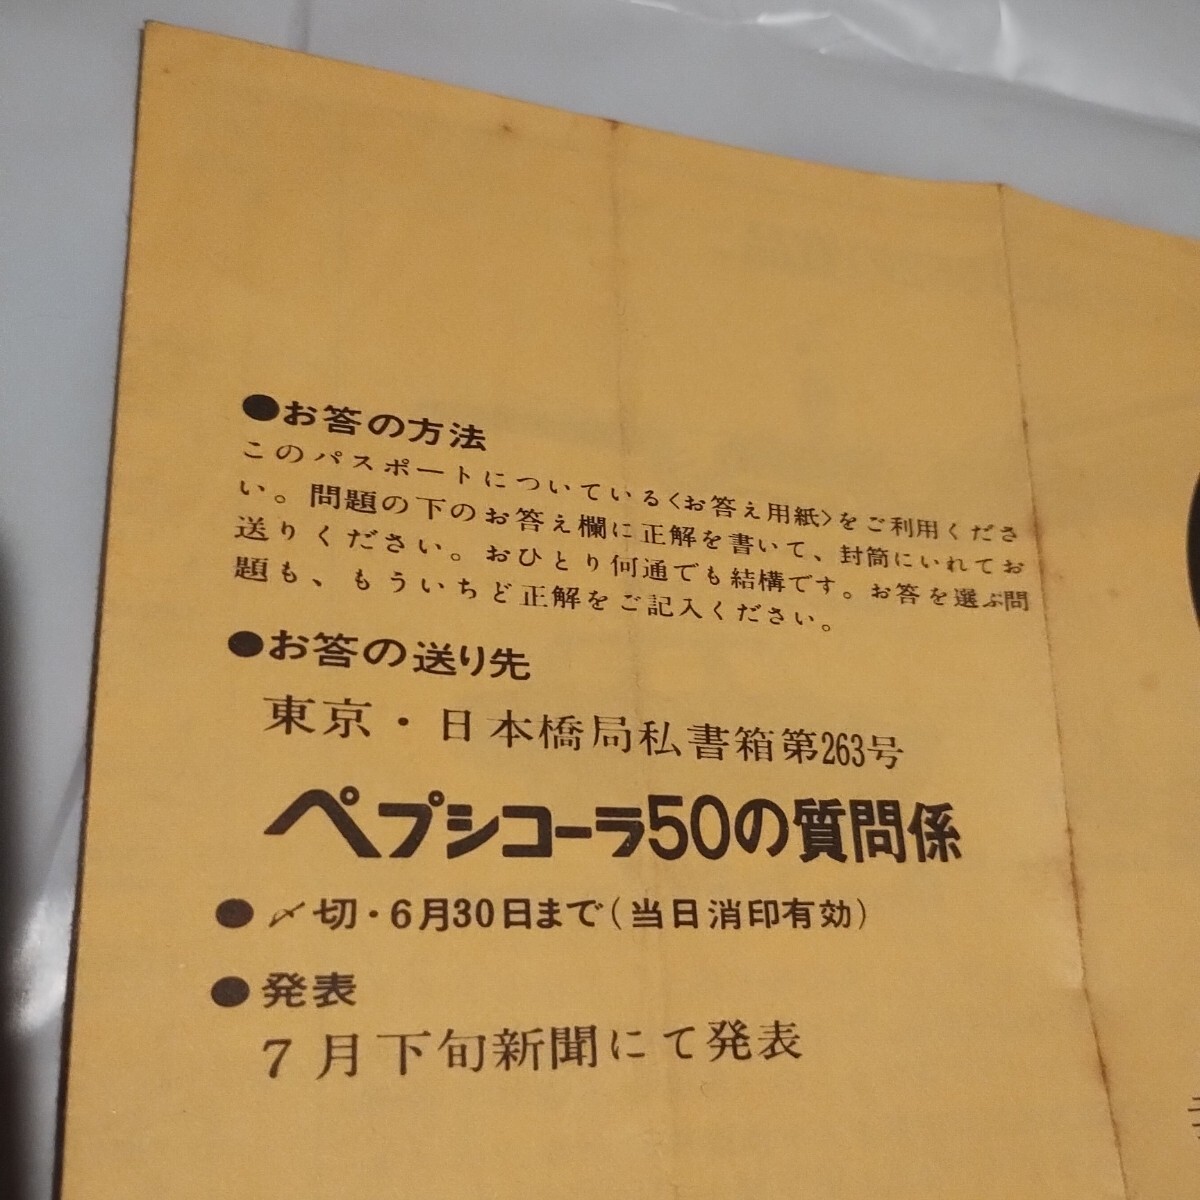 ●お答の方法
このパスポートについている〈お答え用紙〉をご利用くださ
い。問題の下のお答え欄に正解を書いて、封筒にいれてお
送りください。おひとり何通でも結構です。お答を選ぶ問
題も、もういちど正解をご記入ください。
●お答の送り先
東京・日本橋局私書箱第263号
ペプシコーラ50の質問係
●〆切・6月30日まで(当日消印有効)
●発表
7月下旬新聞にて発表